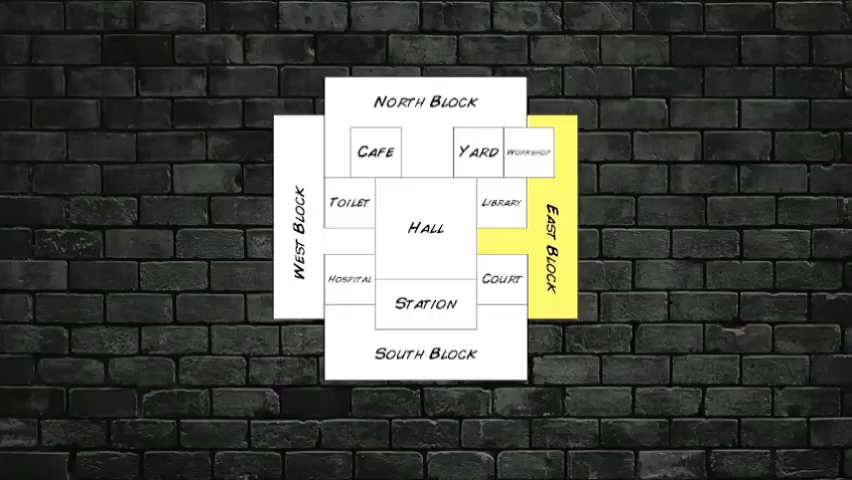 NORTH BLOCK
CAFE
YARD
WORKSHOP
TOILET
LIBRARY
WEST BLOCK
HALL
EAST BLOCK
HOSPITAL
COURT
STATION
SOUTH BLOCK